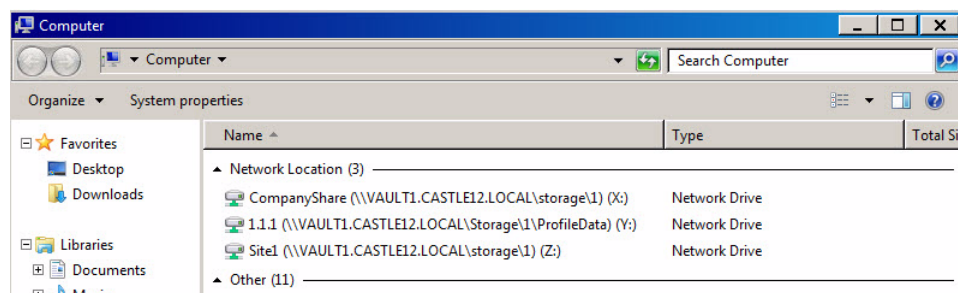 Computer
Computer
Search Computer
Organize
System properties
Name
Type
Favorites
Desktop
Downloads
Libraries
Documents
Network Location (3)
CompanyShare (\\VAULT1.CASTLE12.LOCAL\storage\1) (X:) Network Drive
1.1.1 (\\VAULT1.CASTLE12.LOCAL\Storage\1\ProfileData) (Y:) Network Drive
Site1 (\\VAULT1.CASTLE12.LOCAL\storage\1) (Z:) Network Drive
Other (11)